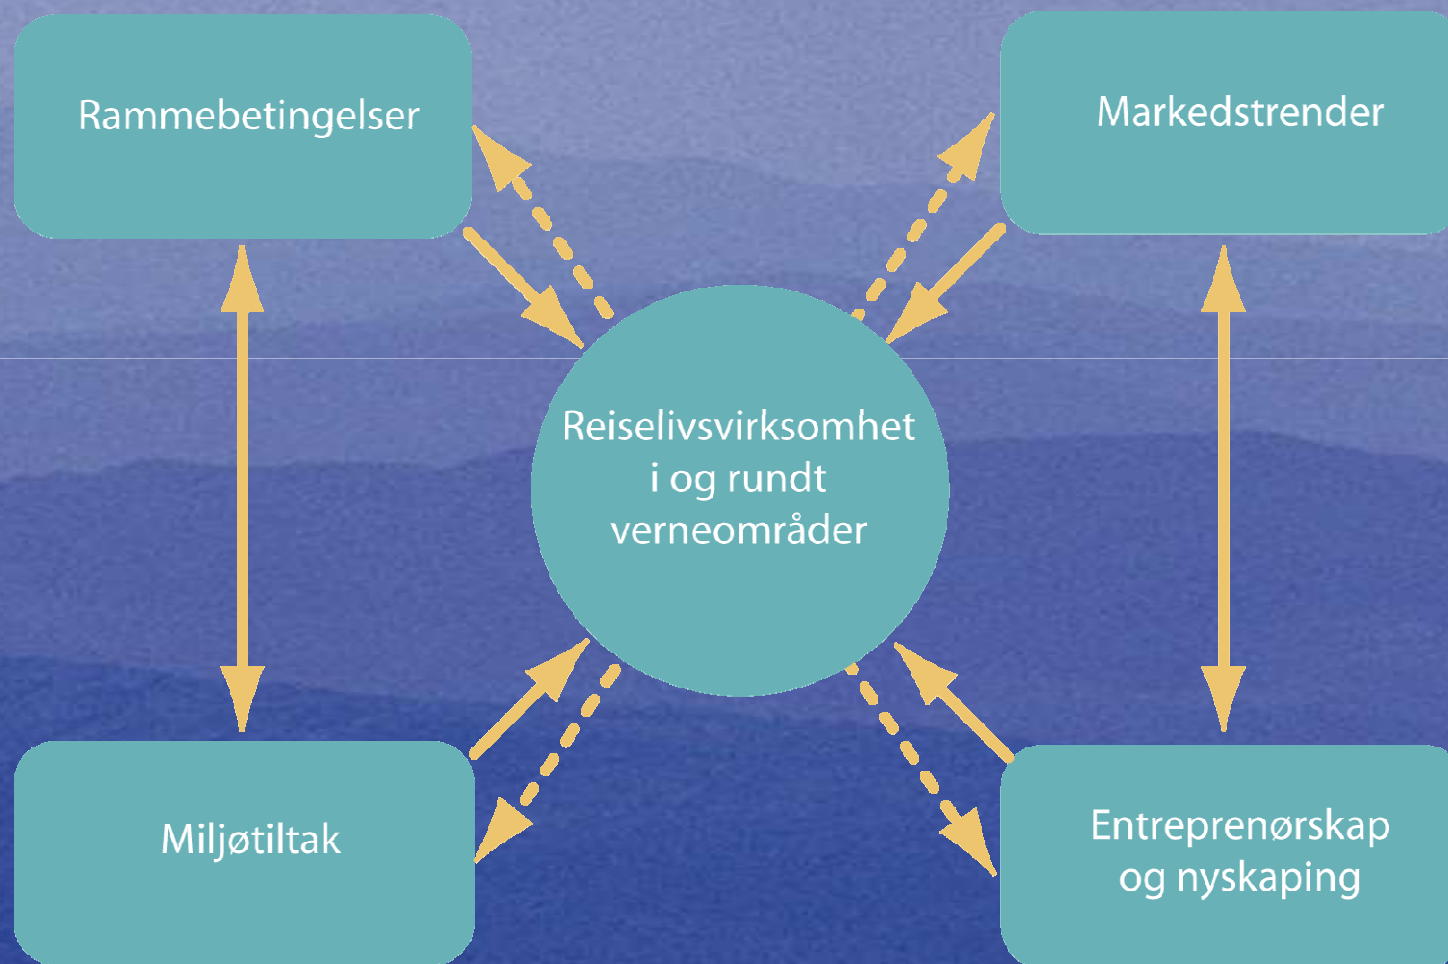 Rammebetingelser
Markedstrender
Reiselivsvirksomhet
i og rundt
verneområder
Miljøtiltak
Entreprenørskap
og nyskaping